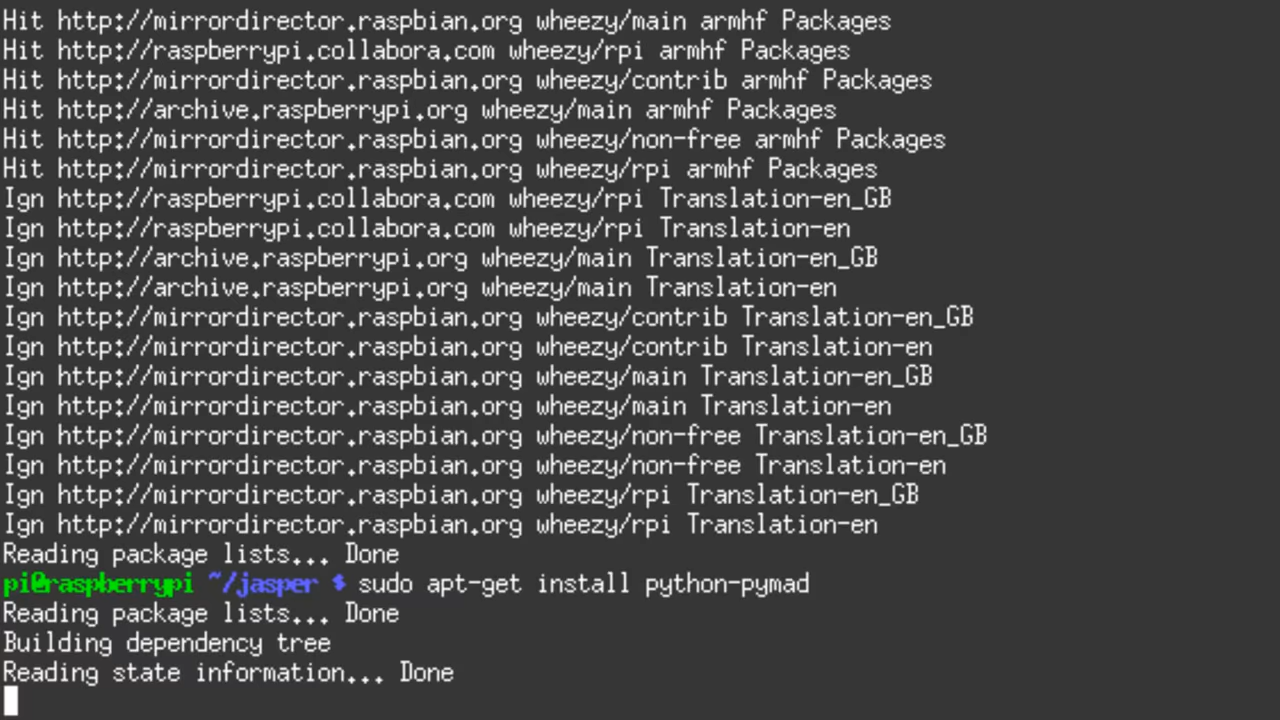 Hit http://mirrordirector.raspbian.org wheezy/main armhf Packages
Hit http://raspberrypi.collabora.com wheezy/rpi armhf Packages
Hit http://mirrordirector.raspbian.org wheezy/contrib armhf Packages
Hit http://archive.raspberrypi.org wheezy/main armhf Packages
Hit http://mirrordirector.raspbian.org wheezy/non-free armhf Packages
Hit http://mirrordirector.raspbian.org wheezy/rpi armhf Packages
Ign http://raspberrypi.collabora.com wheezy/rpi Translation-en_GB
Ign http://raspberrypi.collabora.com wheezy/rpi Translation-en
Ign http://archive.raspberrypi.org wheezy/main Translation-en_GB
Ign http://archive.raspberrypi.org wheezy/main Translation-en
Ign http://mirrordirector.raspbian.org wheezy/contrib Translation-en_GB
Ign http://mirrordirector.raspbian.org wheezy/contrib Translation-en
Ign http://mirrordirector.raspbian.org wheezy/main Translation-en_GB
Ign http://mirrordirector.raspbian.org wheezy/main Translation-en
Ign http://mirrordirector.raspbian.org wheezy/non-free Translation-en_GB
Ign http://mirrordirector.raspbian.org wheezy/non-free Translation-en
Ign http://mirrordirector.raspbian.org wheezy/rpi Translation-en_GB
Ign http://mirrordirector.raspbian.org wheezy/rpi Translation-en
Reading package lists... Done
pi@raspberrypi ~/jasper $ sudo apt-get install python-pymad
Reading package lists... Done
Building dependency tree
Reading state information... Done